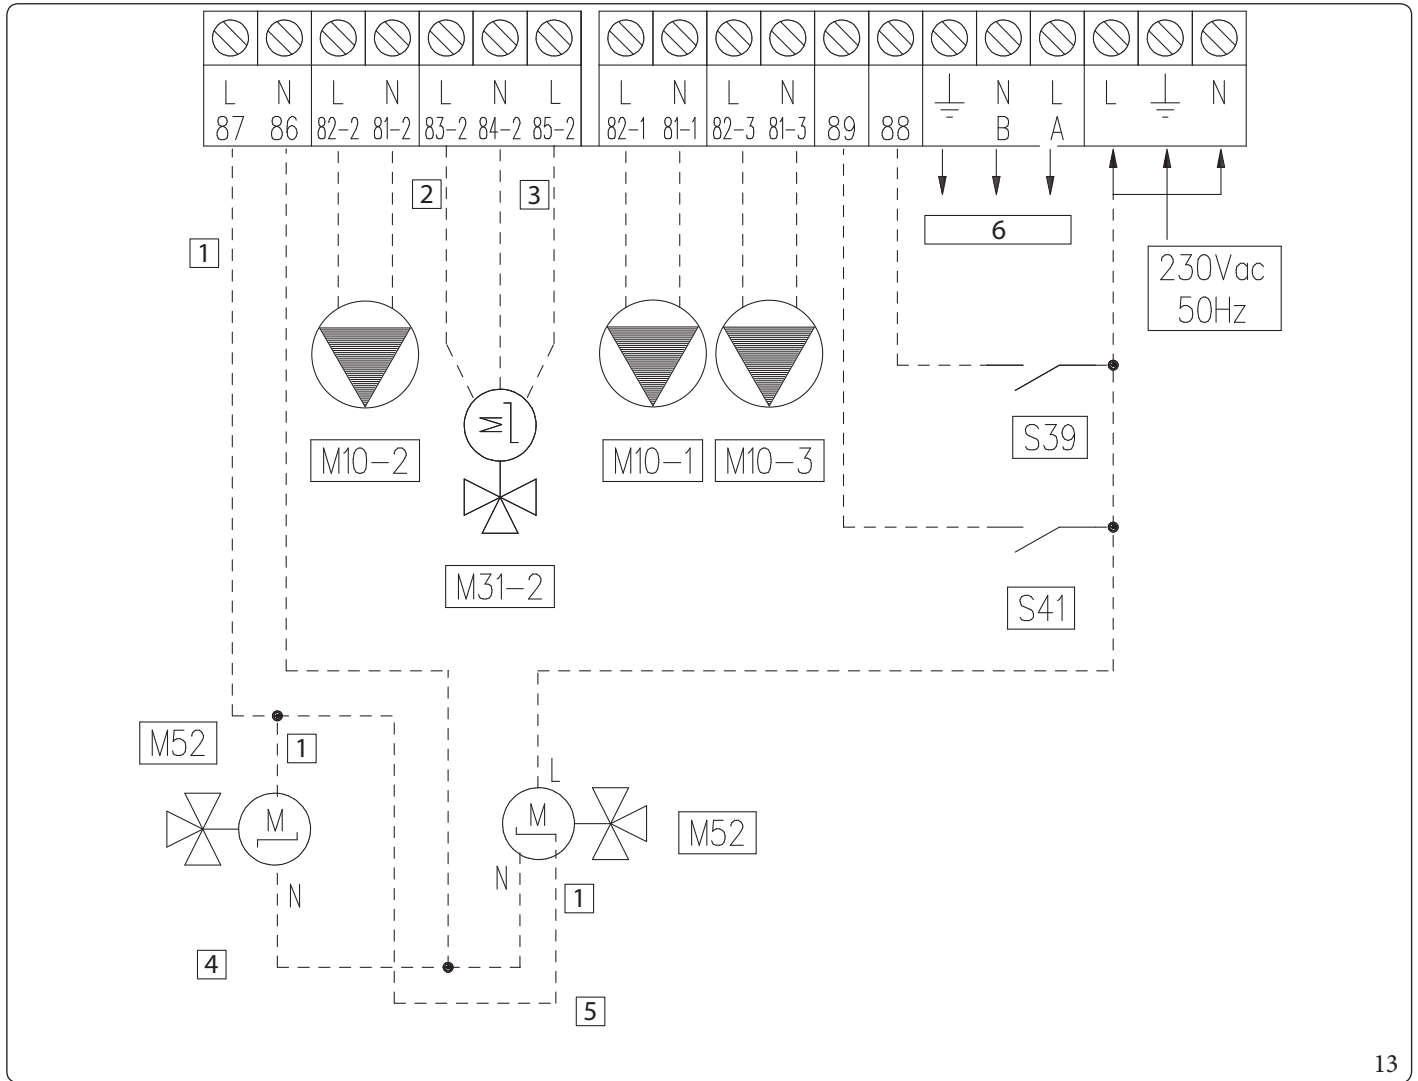 L N L N L N L L N L N N L L N
87 86 82-2 81-2 83-2 84-2 85-2 82-1 81-1 82-3 81-3 89 88 B A
2 3
1 6
230Vac
50Hz
S39
M10-2 M10-1 M10-3
M31-2 S41
M52 1
L
M M52
M
M
N N 1
4
5
13